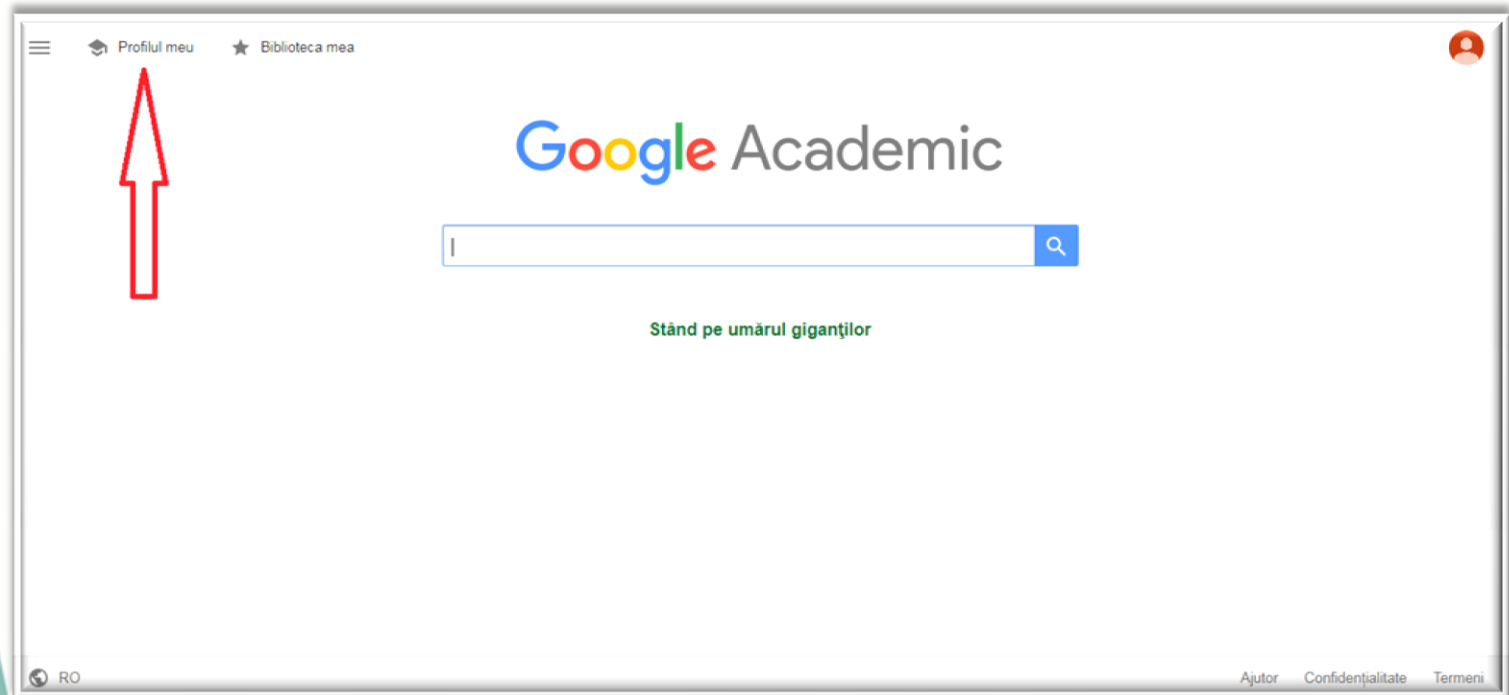 Profilul meu Biblioteca mea
Google Academic
Stând pe umărul giganţilor
RO Ajutor Confidențialitate Termeni